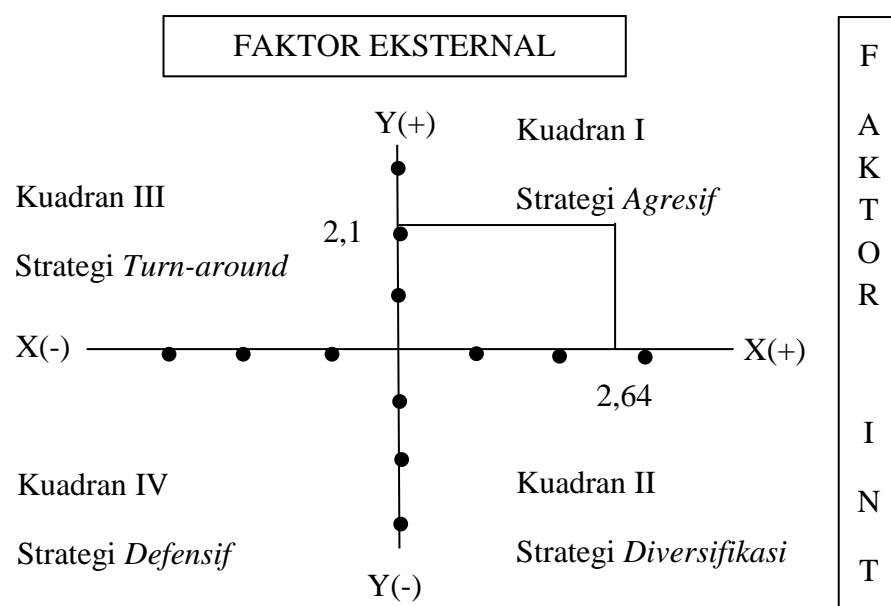 FAKTOR EKSTERNAL
Y(+)
Kuadran I
Strategi Agresif
Kuadran III
Strategi Turn-around
2,1
X(-)
X(+)
2,64
Kuadran IV
Strategi Defensif
Kuadran II
Strategi Diversifikasi
Y(-)
F
A
K
T
O
R
I
N
T